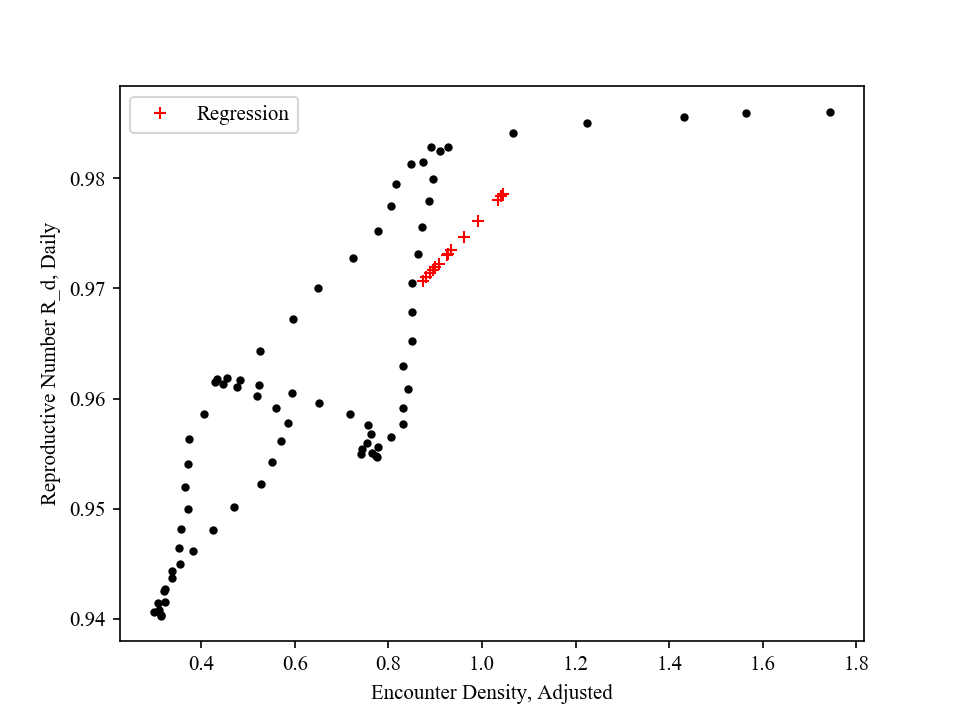 Regression
Reproductive Number R_d, Daily
0.98
0.97
0.96
0.95
0.94
0.4 0.6 0.8 1.0 1.2 1.4 1.6 1.8
Encounter Density, Adjusted